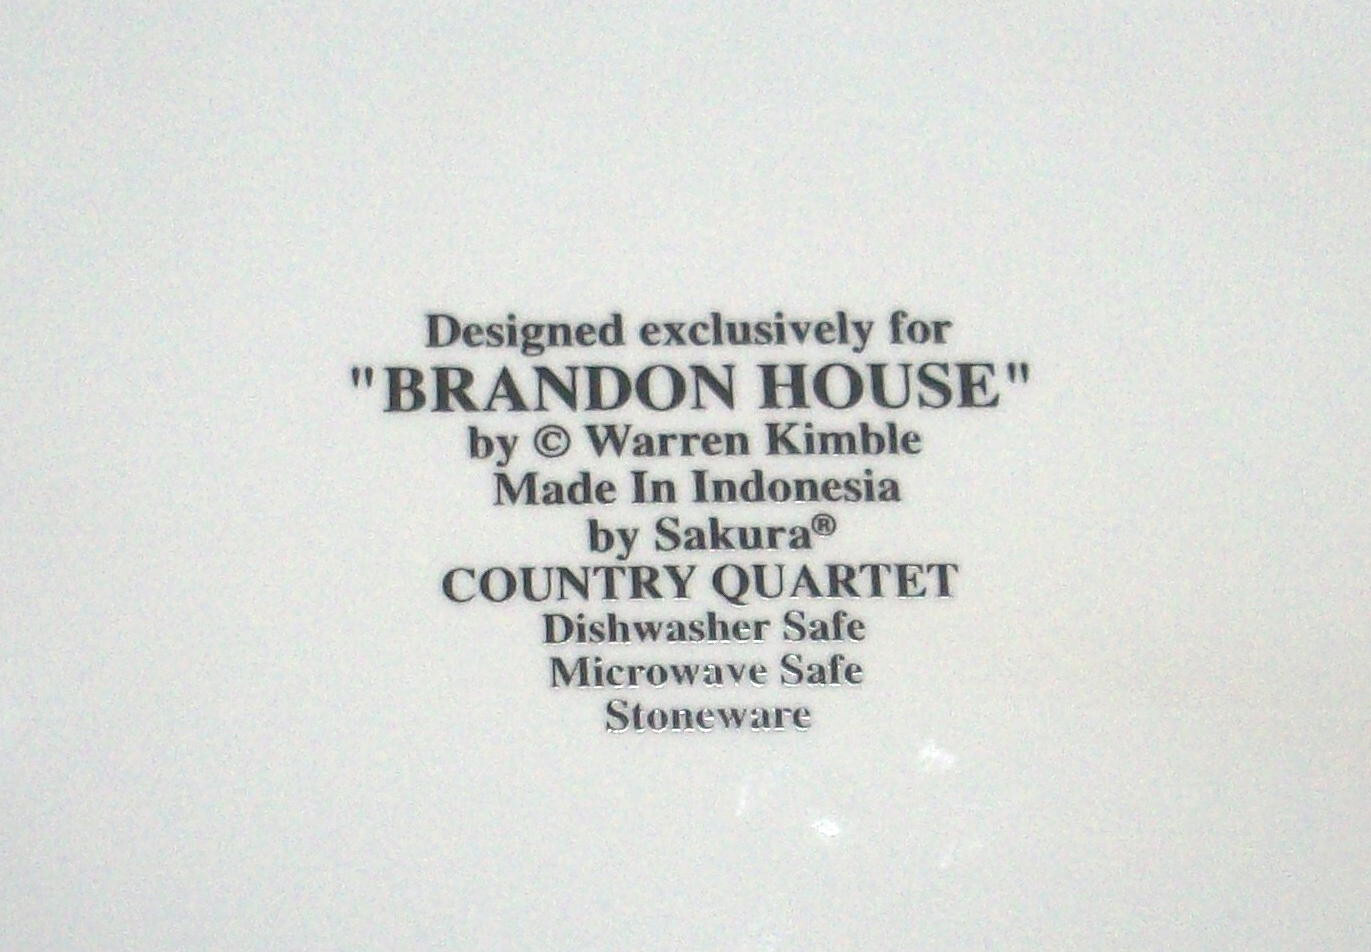 Designed exclusively for
"BRANDON HOUSE"
by © Warren Kimble
Made In Indonesia
by Sakura®
COUNTRY QUARTET
Dishwasher Safe
Microwave Safe
Stoneware